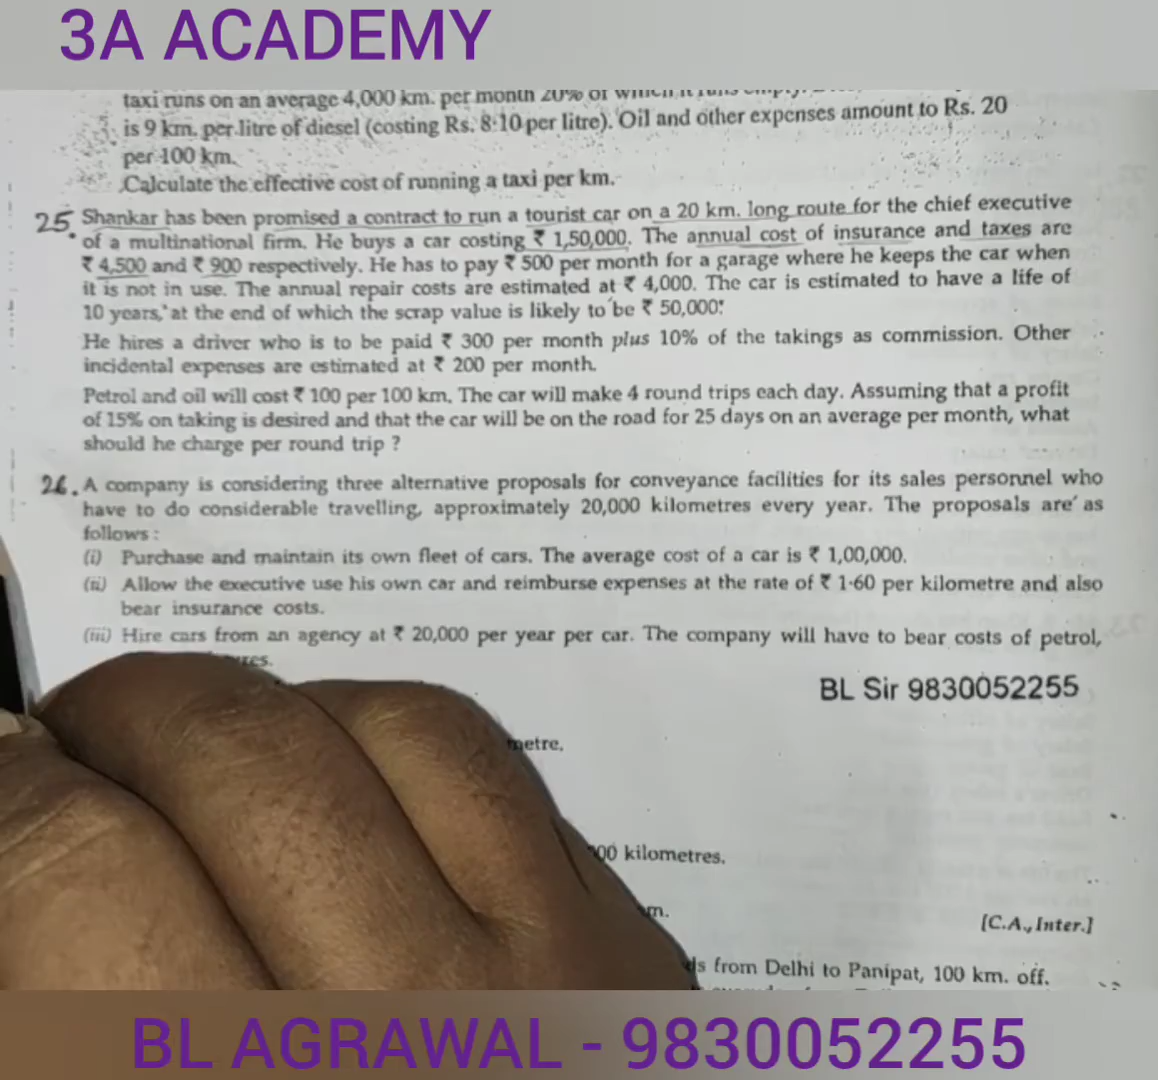 3A ACADEMY
taxi runs on an average 4,000 km. per month 20% of which it runs
is 9 km. per litre of diesel (costing Rs. 8·10 per litre). Oil and other expenses amount to Rs. 20
per 100 km.
Calculate the effective cost of running a taxi per km.
25. Shankar has been promised a contract to run a tourist car on a 20 km. long route for the chief executive
of a multinational firm. He buys a car costing ₹ 1,50,000. The annual cost of insurance and taxes are
₹ 4,500 and ₹ 900 respectively. He has to pay ₹ 500 per month for a garage where he keeps the car when
it is not in use. The annual repair costs are estimated at ₹ 4,000. The car is estimated to have a life of
10 years, at the end of which the scrap value is likely to be ₹ 50,000:
He hires a driver who is to be paid ₹ 300 per month plus 10% of the takings as commission. Other
incidental expenses are estimated at ₹ 200 per month.
Petrol and oil will cost ₹ 100 per 100 km. The car will make 4 round trips each day. Assuming that a profit
of 15% on taking is desired and that the car will be on the road for 25 days on an average per month, what
should he charge per round trip ?
26. A company is considering three alternative proposals for conveyance facilities for its sales personnel who
have to do considerable travelling, approximately 20,000 kilometres every year. The proposals are as
follows :
(i) Purchase and maintain its own fleet of cars. The average cost of a car is ₹ 1,00,000.
(ii) Allow the executive use his own car and reimburse expenses at the rate of ₹ 1·60 per kilometre and also
bear insurance costs.
(iii) Hire cars from an agency at ₹ 20,000 per year per car. The company will have to bear costs of petrol,
BL Sir 9830052255
metre,
00 kilometres.
m.
[C.A., Inter.]
from Delhi to Panipat, 100 km. off.
BL AGRAWAL - 9830052255